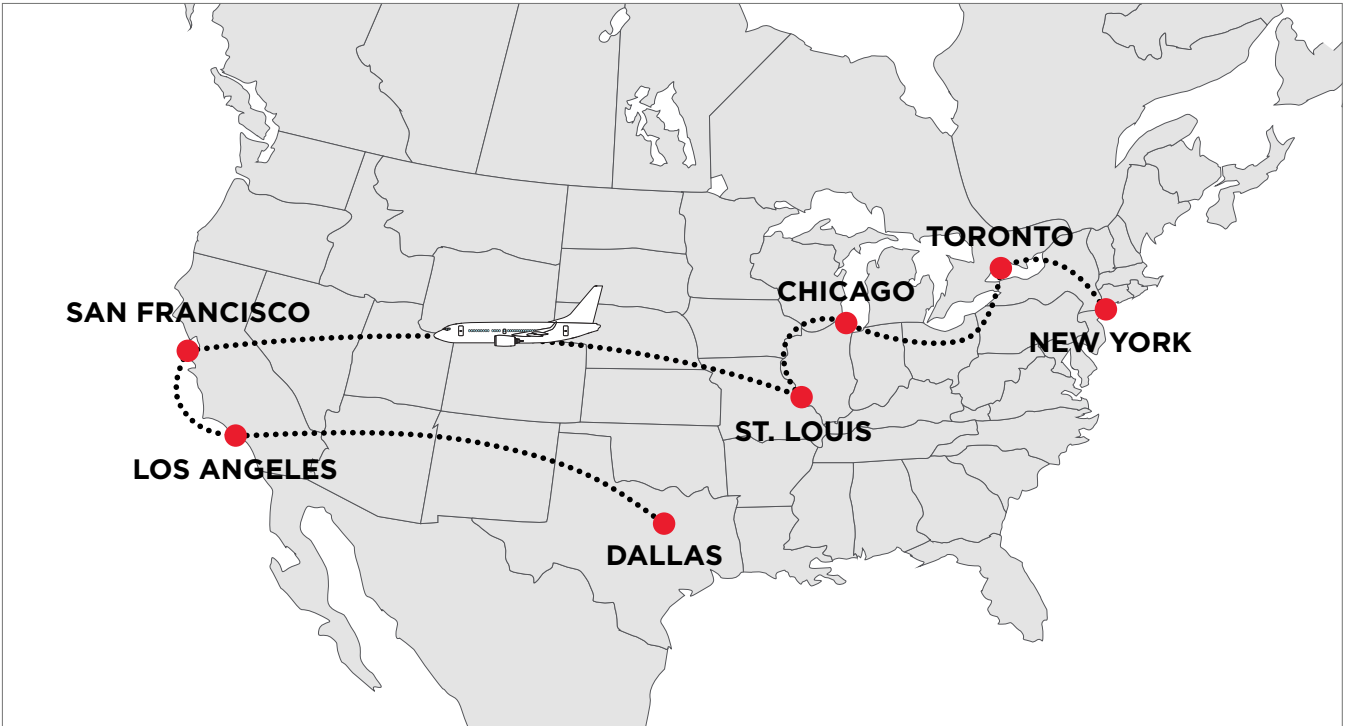 TORONTO
CHICAGO
SAN FRANCISCO
NEW YORK
ST. LOUIS
LOS ANGELES
DALLAS